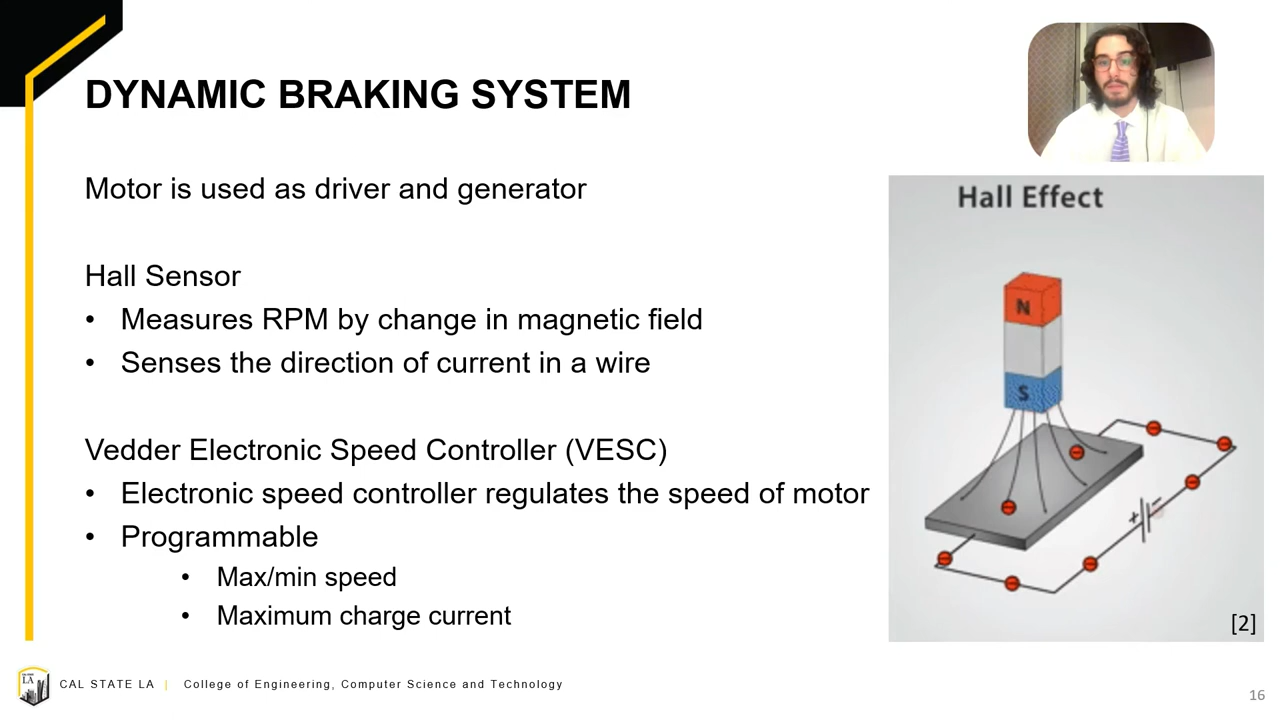 DYNAMIC BRAKING SYSTEM
Motor is used as driver and generator
Hall Sensor
• Measures RPM by change in magnetic field
• Senses the direction of current in a wire
Vedder Electronic Speed Controller (VESC)
• Electronic speed controller regulates the speed of motor
• Programmable
• Max/min speed
• Maximum charge current
Hall Effect
N
S
+ −
[2]
LA
CAL STATE LA | College of Engineering, Computer Science and Technology
16